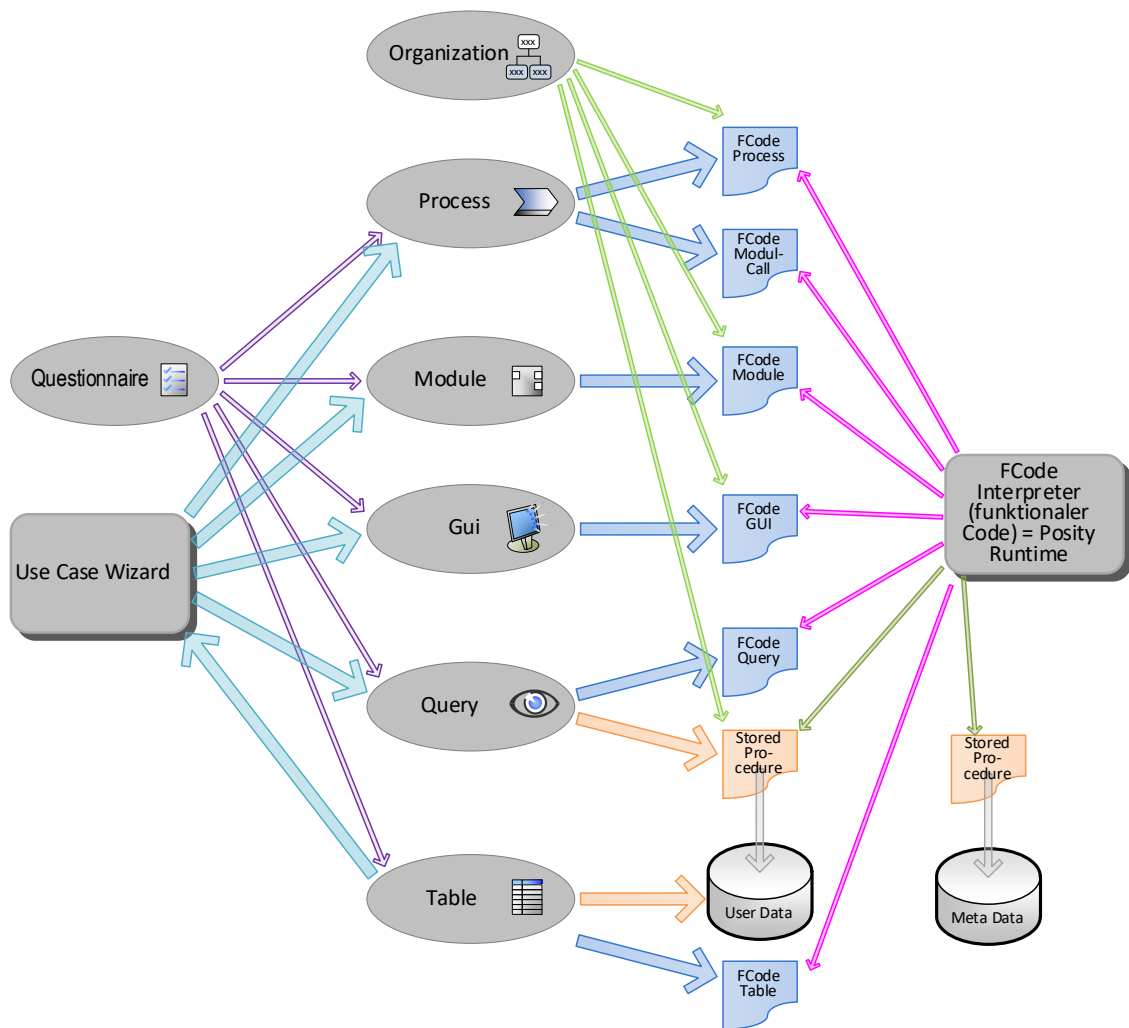 Organization
xxx
xxx xxx
FCode
Process
Process
FCode
Modul-
Call
Questionnaire
Module
FCode
Module
FCode
Interpreter
(funktionaler
Code) = Posity
Runtime
Use Case Wizard
Gui
FCode
GUI
Query
FCode
Query
Stored
Pro-
cedure
Stored
Pro-
cedure
Table
User Data
Meta Data
FCode
Table